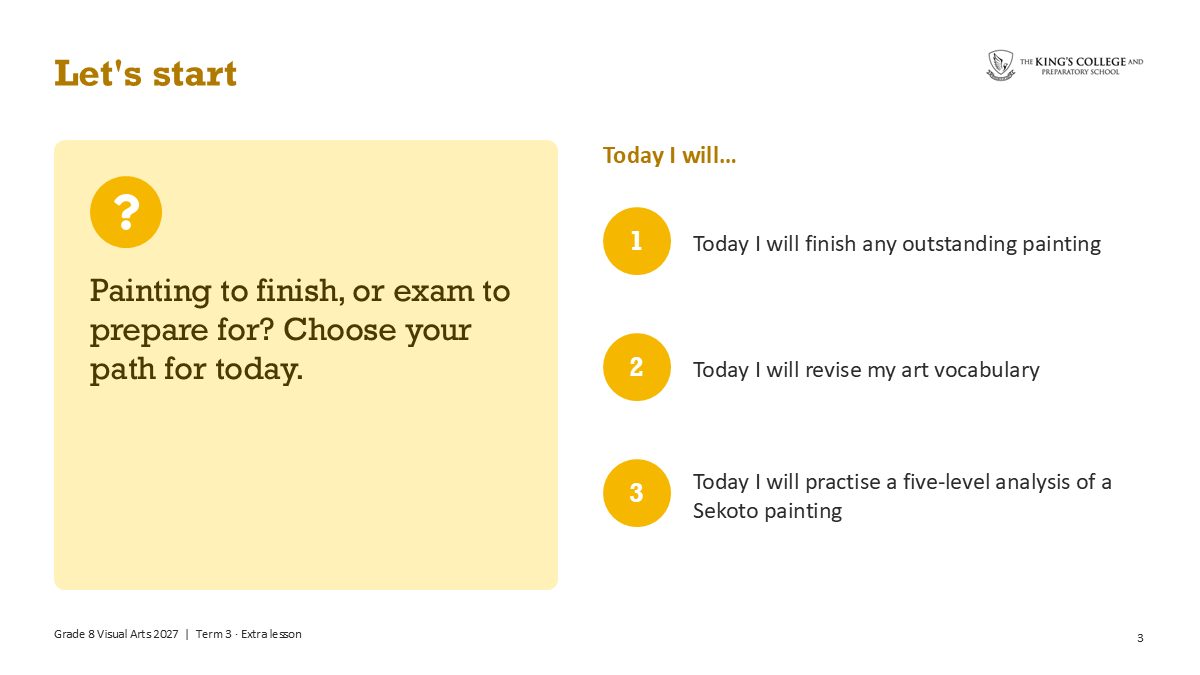 Let's start
THE KING'S COLLEGE AND
PREPARATORY SCHOOL
?
Painting to finish, or exam to
prepare for? Choose your
path for today.
Today I will...
1
Today I will finish any outstanding painting
2
Today I will revise my art vocabulary
3
Today I will practise a five-level analysis of a
Sekoto painting
Grade 8 Visual Arts 2027 | Term 3 · Extra lesson
3